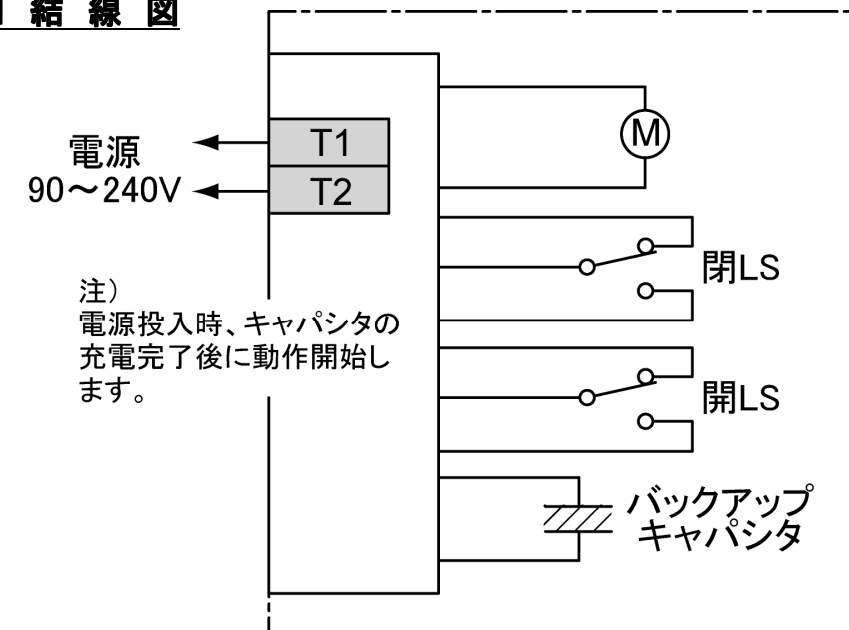 結線図
T1
電源
T2
90～240V
M
閉LS
注）
電源投入時、キャパシタの
充電完了後に動作開始し
ます。
開LS
バックアップ
キャパシタ